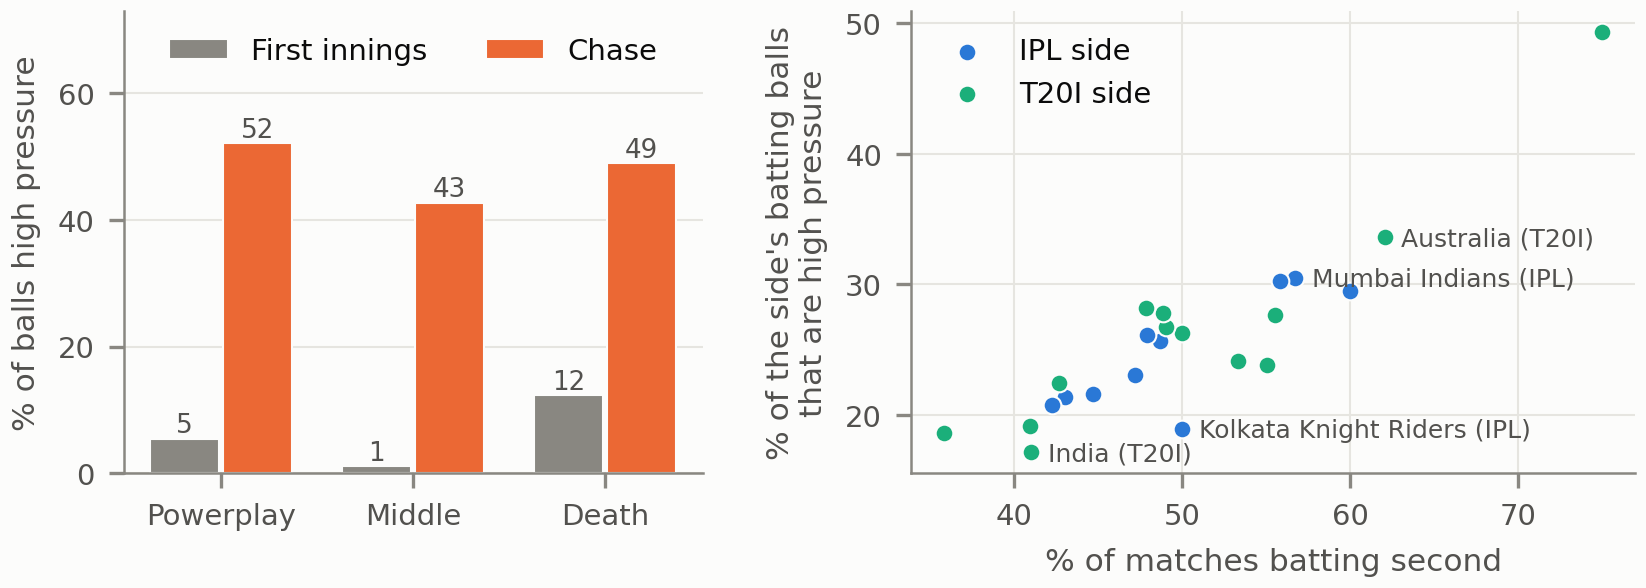 First innings
Chase
% of balls high pressure
60
40
20
0
52
5
43
1
49
12
Powerplay
Middle
Death
IPL side
T20I side
% of the side's batting balls
that are high pressure
50
40
30
20
Australia (T20I)
Mumbai Indians (IPL)
Kolkata Knight Riders (IPL)
India (T20I)
40
50
60
70
% of matches batting second